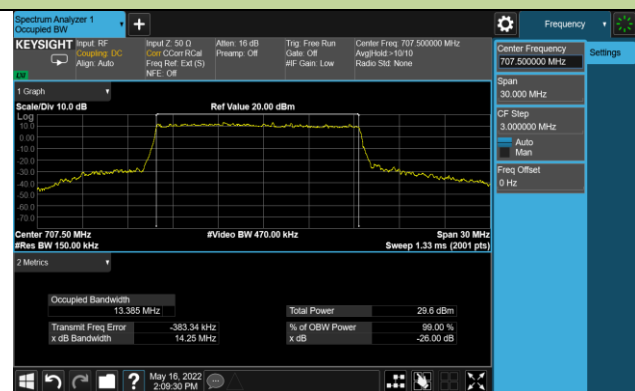 Spectrum Analyzer 1
Occupied BW
Frequency
KEYSIGHT
Input: RF
Coupling: DC
Align: Auto
Input Z: 50 Ω
Corr CCorr RCal
Freq Ref: Ext (S)
NFE: Off
Atten: 16 dB
Preamp: Off
Trig: Free Run
Gate: Off
#IF Gain: Low
Center Freq: 707.500000 MHz
Avg|Hold:>10/10
Radio Std: None
Center Frequency
707.500000 MHz
Settings
Span
30.000 MHz
CF Step
3.000000 MHz
Auto
Man
Freq Offset
0 Hz
1 Graph
Scale/Div 10.0 dB
Ref Value 20.00 dBm
Log
10.0
0.00
-10.0
-20.0
-30.0
-40.0
-50.0
-60.0
-70.0
Center 707.50 MHz
#Video BW 470.00 kHz
Span 30 MHz
#Res BW 150.00 kHz
Sweep 1.33 ms (2001 pts)
2 Metrics
Occupied Bandwidth
13.385 MHz
Total Power
29.6 dBm
Transmit Freq Error
-383.34 kHz
% of OBW Power
99.00 %
x dB Bandwidth
14.25 MHz
x dB
-26.00 dB
?
May 16, 2022
2:09:30 PM